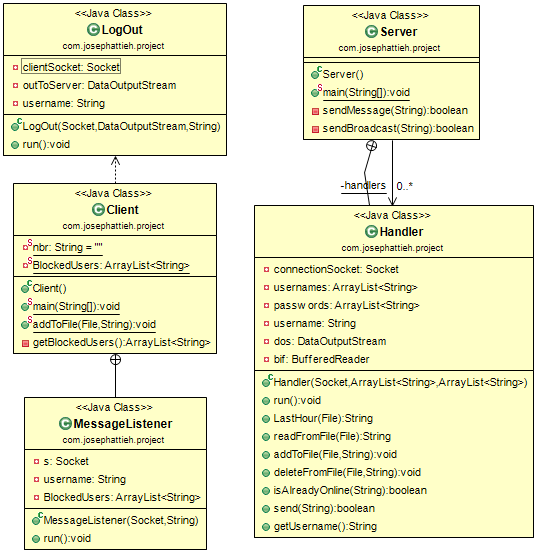 <<Java Class>>
LogOut
com.josephattieh.project
clientSocket: Socket
outToServer: DataOutputStream
username: String
LogOut(Socket,DataOutputStream,String)
run():void
<<Java Class>>
Client
com.josephattieh.project
nbr: String = ""
BlockedUsers: ArrayList<String>
Client()
main(String[]):void
addToFile(File,String):void
getBlockedUsers():ArrayList<String>
<<Java Class>>
MessageListener
com.josephattieh.project
s: Socket
username: String
BlockedUsers: ArrayList<String>
MessageListener(Socket,String)
run():void
<<Java Class>>
Server
com.josephattieh.project
Server()
main(String[]):void
sendMessage(String):boolean
sendBroadcast(String):boolean
-handlers 0..*
<<Java Class>>
Handler
com.josephattieh.project
connectionSocket: Socket
usernames: ArrayList<String>
passwords: ArrayList<String>
username: String
dos: DataOutputStream
bif: BufferedReader
Handler(Socket,ArrayList<String>,ArrayList<String>)
run():void
LastHour(File):String
readFromFile(File):String
addToFile(File,String):void
deleteFromFile(File,String):void
isAlreadyOnline(String):boolean
send(String):boolean
getUsername():String